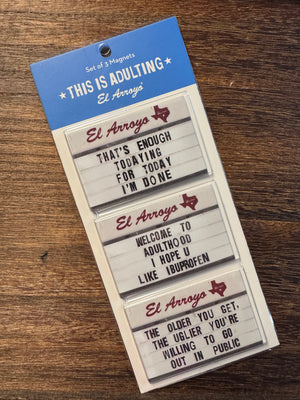 Set of 3 Magnets
★THIS IS ADULTING★
El Arroyo
El Arroyo
THAT'S ENOUGH
TODAYING
FOR TODAY
I'M DONE
El Arroyo
WELCOME TO
ADULTHOOD
I HOPE U
LIKE IBUPROFEN
El Arroyo
THE OLDER YOU GET,
THE UGLIER YOU'RE
WILLING TO GO
OUT IN PUBLIC